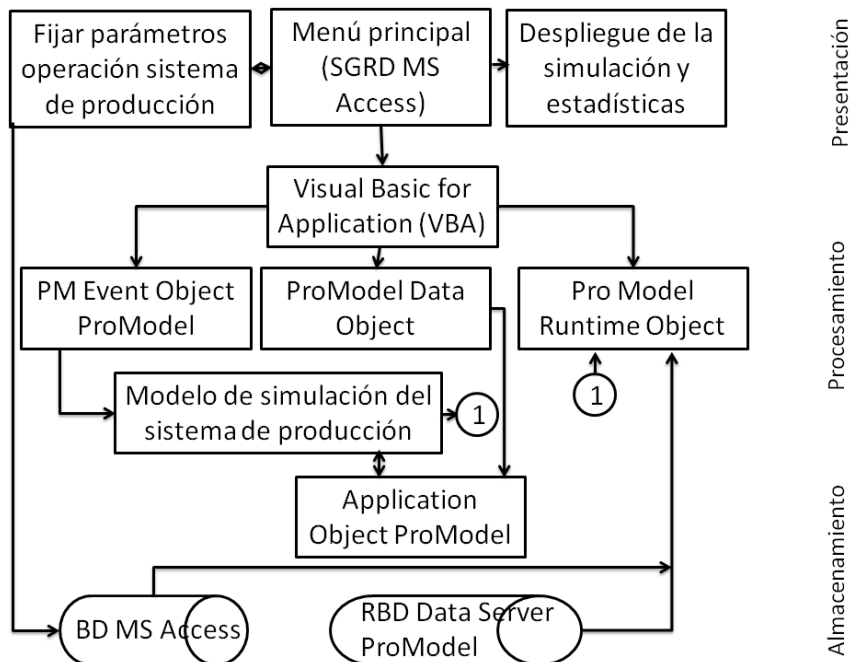 Fijar parámetros
operación sistema
de producción
Menú principal
(SGRD MS
Access)
Despliegue de la
simulación y
estadísticas
Presentación
Visual Basic for
Application (VBA)
PM Event Object
ProModel
ProModel Data
Object
Pro Model
Runtime Object
Procesamiento
Modelo de simulación del
sistema de producción
1
1
Application
Object ProModel
Almacenamiento
BD MS Access
RBD Data Server
ProModel